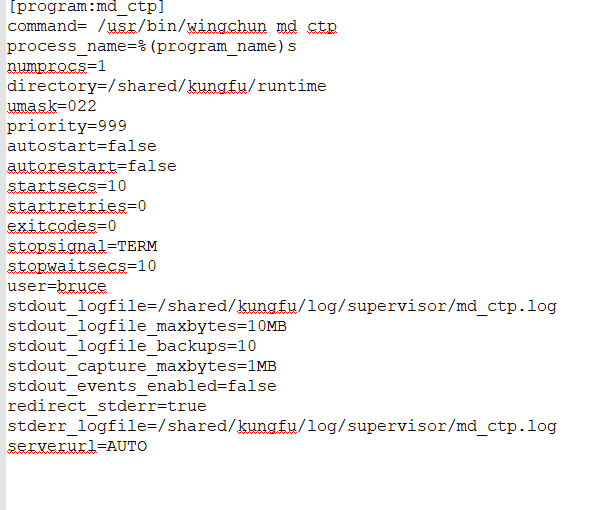 [program:md_ctp]
command= /usr/bin/wingchun md ctp
process_name=%(program_name)s
numprocs=1
directory=/shared/kungfu/runtime
umask=022
priority=999
autostart=false
autorestart=false
startsecs=10
startretries=0
exitcodes=0
stopsignal=TERM
stopwaitsecs=10
user=bruce
stdout_logfile=/shared/kungfu/log/supervisor/md_ctp.log
stdout_logfile_maxbytes=10MB
stdout_logfile_backups=10
stdout_capture_maxbytes=1MB
stdout_events_enabled=false
redirect_stderr=true
stderr_logfile=/shared/kungfu/log/supervisor/md_ctp.log
serverurl=AUTO